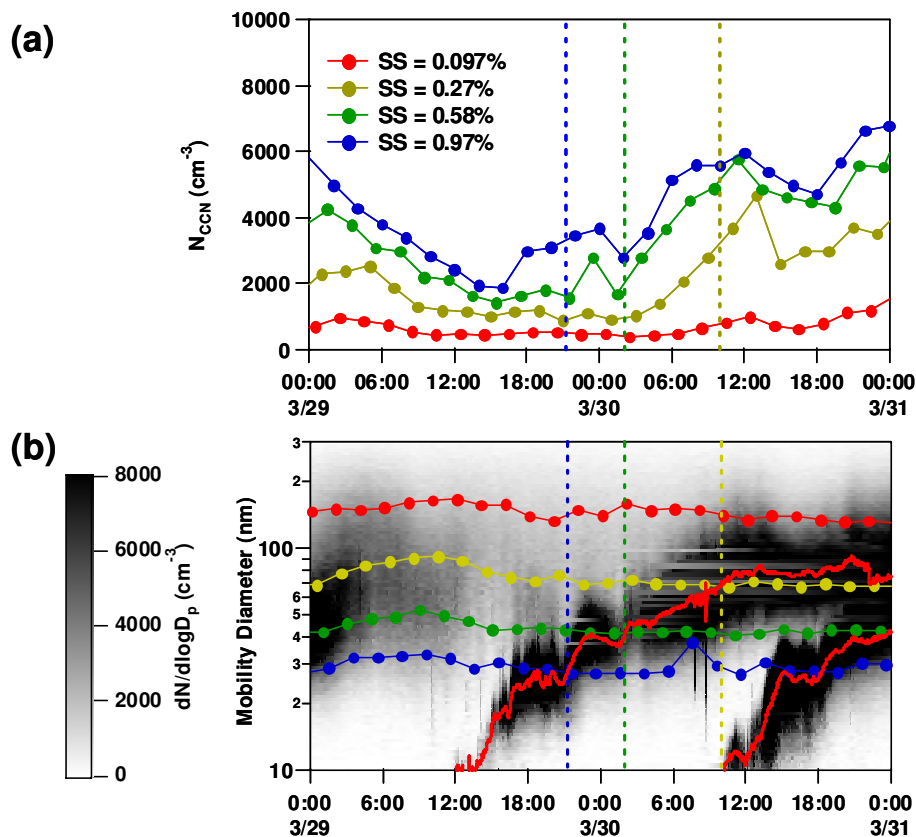 (a)
10000
8000
6000
4000
2000
0
N_CCN (cm⁻³)
SS = 0.097%
SS = 0.27%
SS = 0.58%
SS = 0.97%
00:00 06:00 12:00 18:00 00:00 06:00 12:00 18:00 00:00
3/29 3/30 3/31
(b)
8000
6000
4000
2000
0
dN/dlogD_p (cm⁻³)
Mobility Diameter (nm)
3
2
100
8
6
5
4
3
2
10
0:00 6:00 12:00 18:00 0:00 6:00 12:00 18:00 0:00
3/29 3/30 3/31